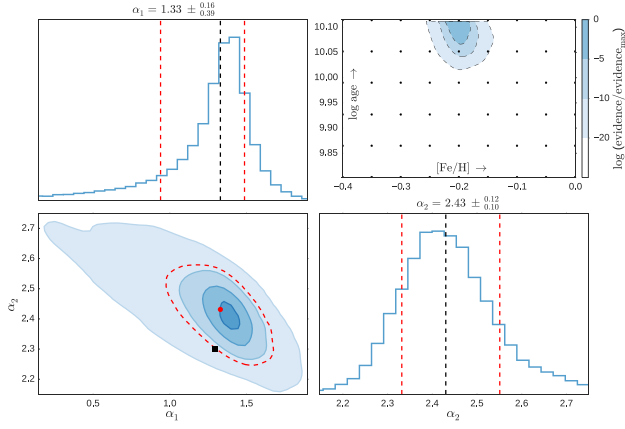 α₁ = 1.33 ± 0.16 0.39
10.10
10.05
10.00
9.95
9.90
9.85
log age →
[Fe/H] →
−0.4 −0.3 −0.2 −0.1 0.0
0
−5
−10
−20
log (evidence/evidence_max)
α₂ = 2.43 ± 0.12 0.10
2.7
2.6
2.5
2.4
2.3
2.2
α₂
0.5 1.0 1.5
α₁
2.2 2.3 2.4 2.5 2.6 2.7
α₂